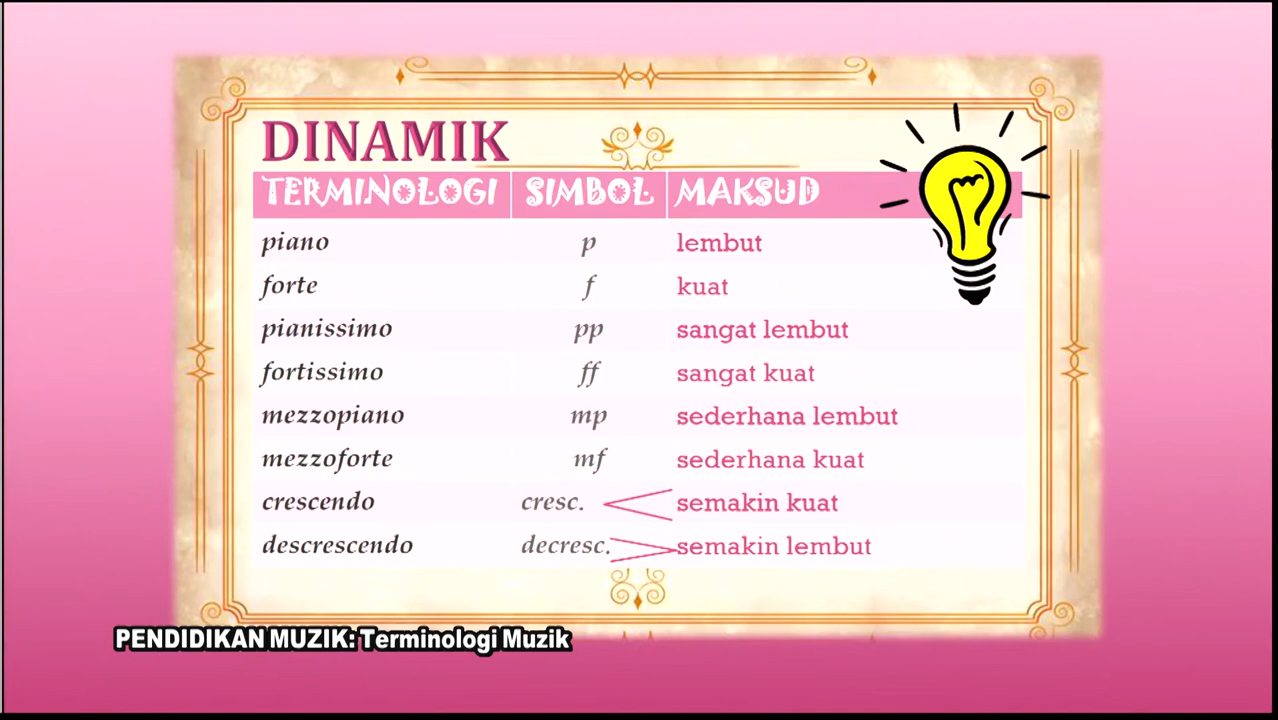 DINAMIK
TERMINOLOGI SIMBOL MAKSUD
piano p lembut
forte f kuat
pianissimo pp sangat lembut
fortissimo ff sangat kuat
mezzopiano mp sederhana lembut
mezzoforte mf sederhana kuat
crescendo cresc. semakin kuat
descrescendo decresc. semakin lembut
PENDIDIKAN MUZIK: Terminologi Muzik